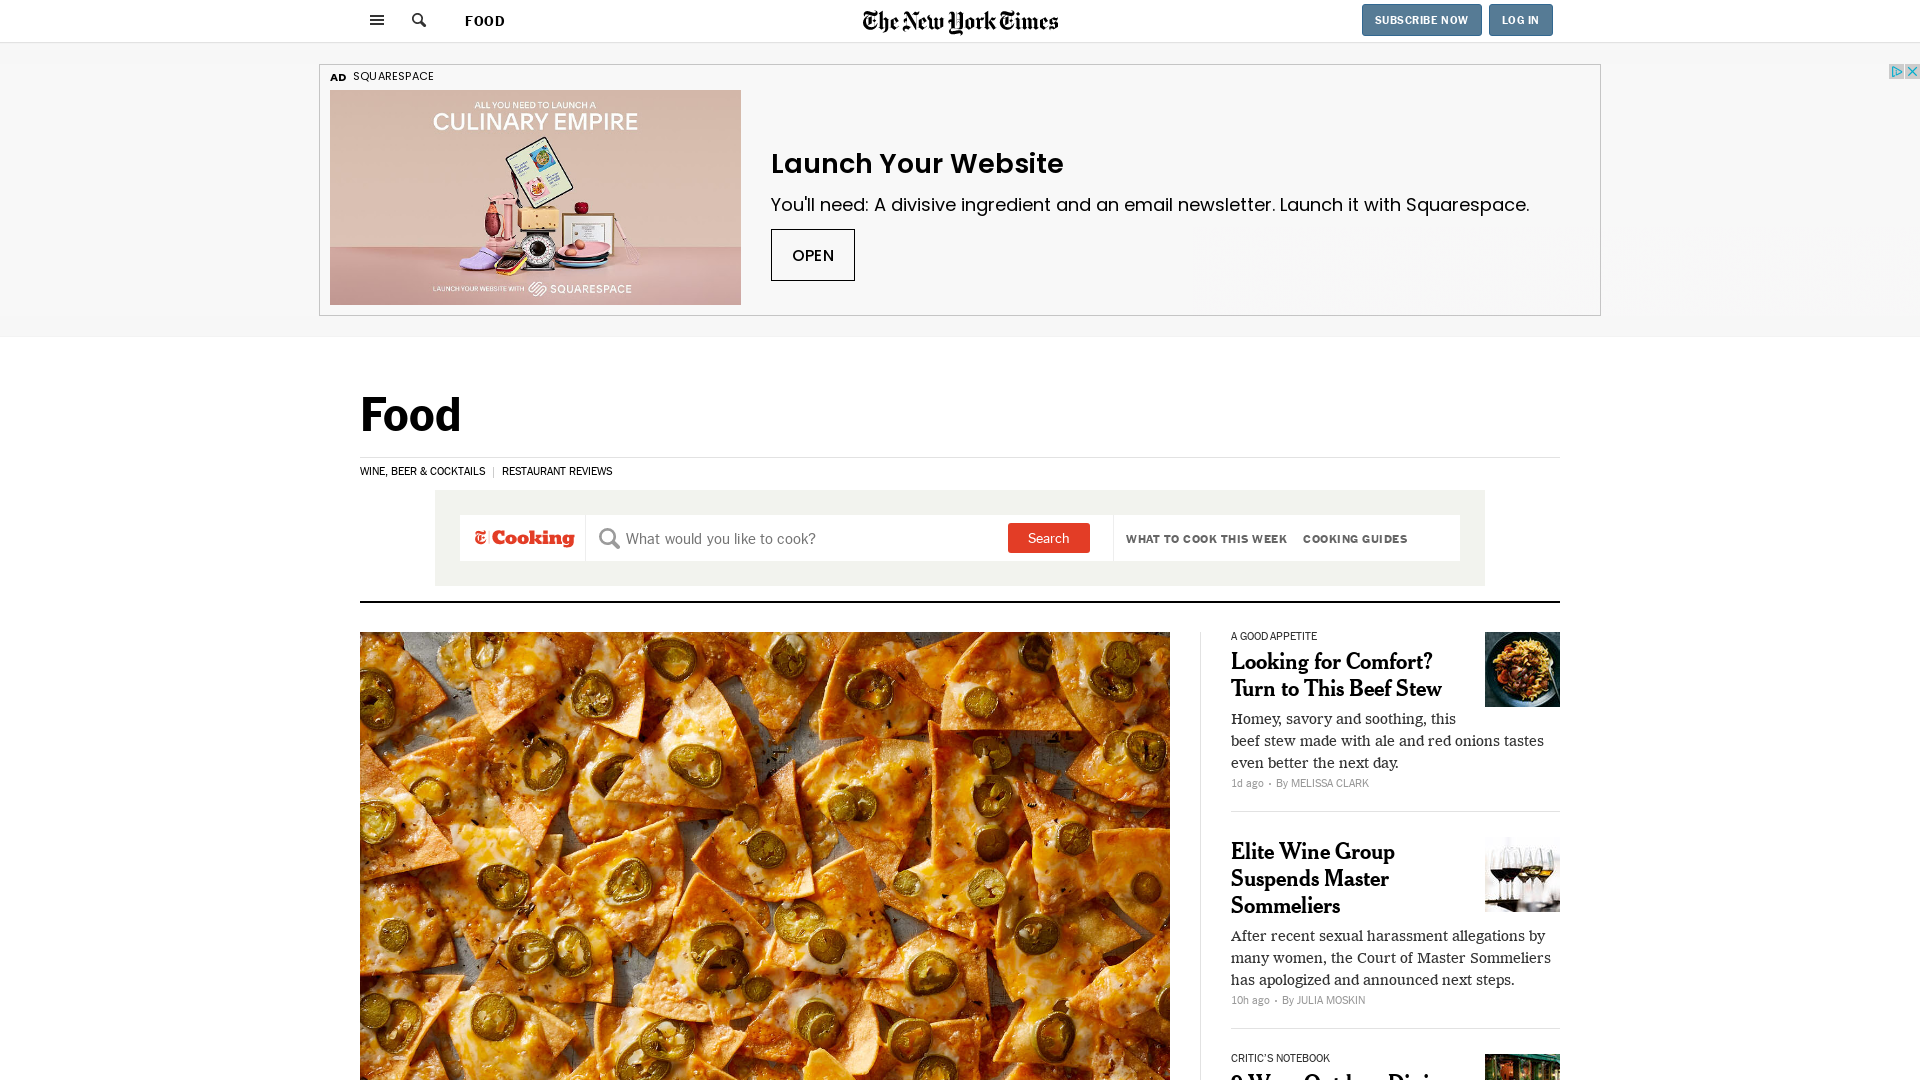 FOOD
The New York Times
SUBSCRIBE NOW
LOG IN
AD SQUARESPACE
ALL YOU NEED TO LAUNCH A
CULINARY EMPIRE
LAUNCH YOUR WEBSITE WITH SQUARESPACE
Launch Your Website
You'll need: A divisive ingredient and an email newsletter. Launch it with Squarespace.
OPEN
Food
WINE, BEER & COCKTAILS | RESTAURANT REVIEWS
Cooking
What would you like to cook?
Search
WHAT TO COOK THIS WEEK
COOKING GUIDES
A GOOD APPETITE
Looking for Comfort?
Turn to This Beef Stew
Homey, savory and soothing, this
beef stew made with ale and red onions tastes
even better the next day.
1d ago • By MELISSA CLARK
Elite Wine Group
Suspends Master
Sommeliers
After recent sexual harassment allegations by
many women, the Court of Master Sommeliers
has apologized and announced next steps.
10h ago • By JULIA MOSKIN
CRITIC'S NOTEBOOK